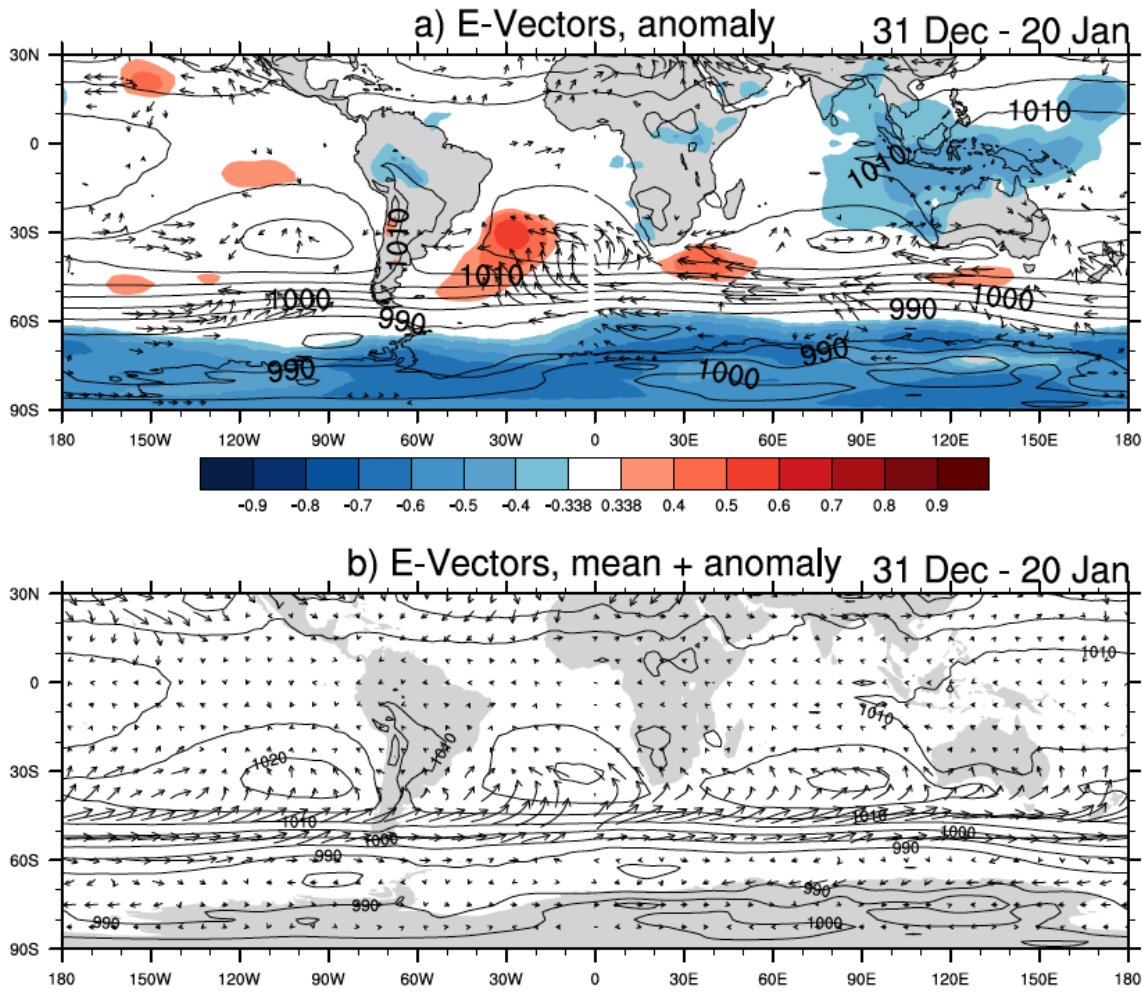 a) E-Vectors, anomaly 31 Dec - 20 Jan
30N
1010
0
1010
30S
1010
1010
1000
1000
60S
990
990
990
990
1000
90S
180 150W 120W 90W 60W 30W 0 30E 60E 90E 120E 150E 180
-0.9 -0.8 -0.7 -0.6 -0.5 -0.4 -0.338 0.338 0.4 0.5 0.6 0.7 0.8 0.9
b) E-Vectors, mean + anomaly 31 Dec - 20 Jan
30N
1010
0
1010
1020
1040
30S
1010
1010
1000
1000
990
990
60S
990
990
990
1000
90S
180 150W 120W 90W 60W 30W 0 30E 60E 90E 120E 150E 180